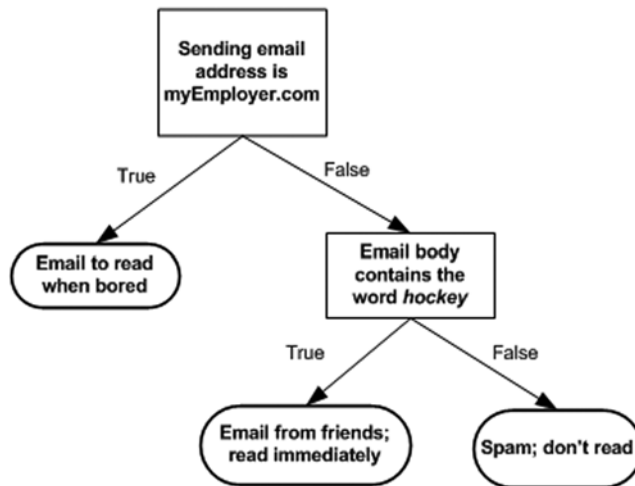 Sending email
address is
myEmployer.com
True
False
Email to read
when bored
Email body
contains the
word hockey
True
False
Email from friends;
read immediately
Spam; don't read